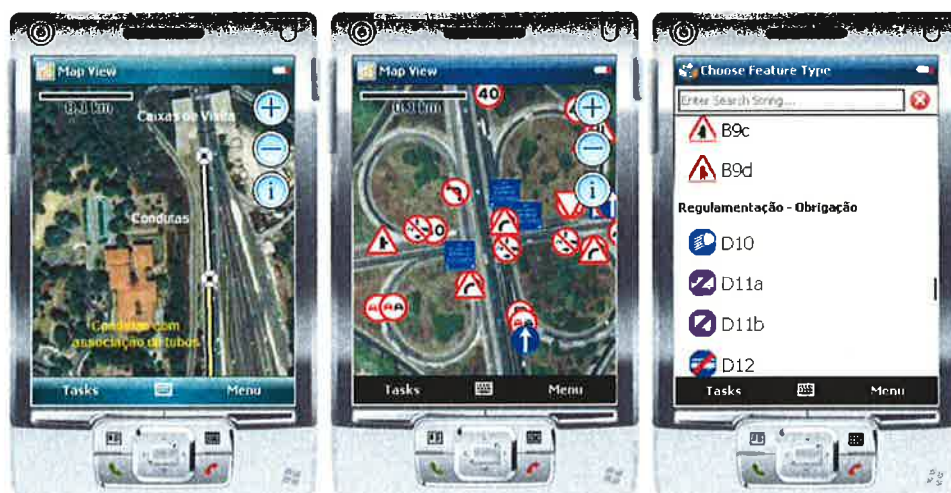 Map View
Caixas de Visita
Condutas
Condutas com
associação de tubos
Tasks
Menu
Map View
40
Tasks
Menu
Choose Feature Type
Enter Search String...
B9c
B9d
Regulamentação - Obrigação
D10
D11a
D11b
D12
Tasks
Menu